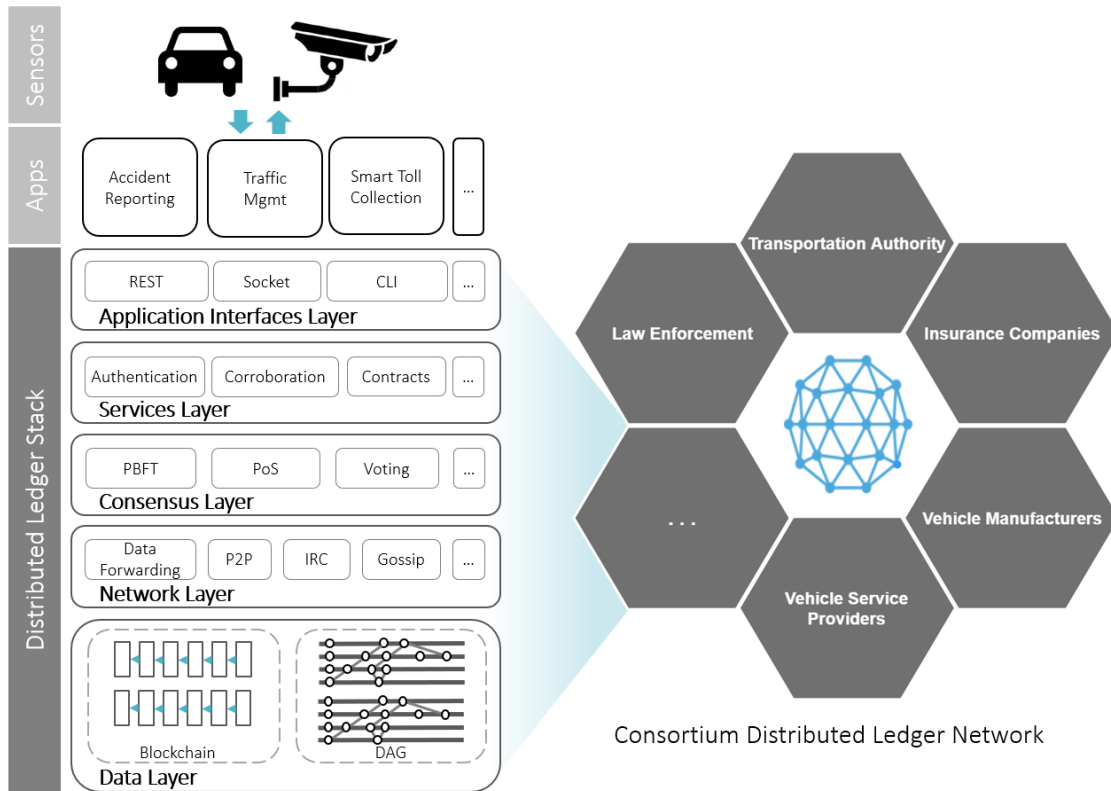 Sensors
Apps
Accident
Reporting
Traffic
Mgmt
Smart Toll
Collection
...
Distributed Ledger Stack
REST
Socket
CLI
...
Application Interfaces Layer
Authentication
Corroboration
Contracts
...
Services Layer
PBFT
PoS
Voting
...
Consensus Layer
Data
Forwarding
P2P
IRC
Gossip
...
Network Layer
Blockchain
DAG
Data Layer
Transportation Authority
Law Enforcement
Insurance Companies
. . .
Vehicle Manufacturers
Vehicle Service
Providers
Consortium Distributed Ledger Network